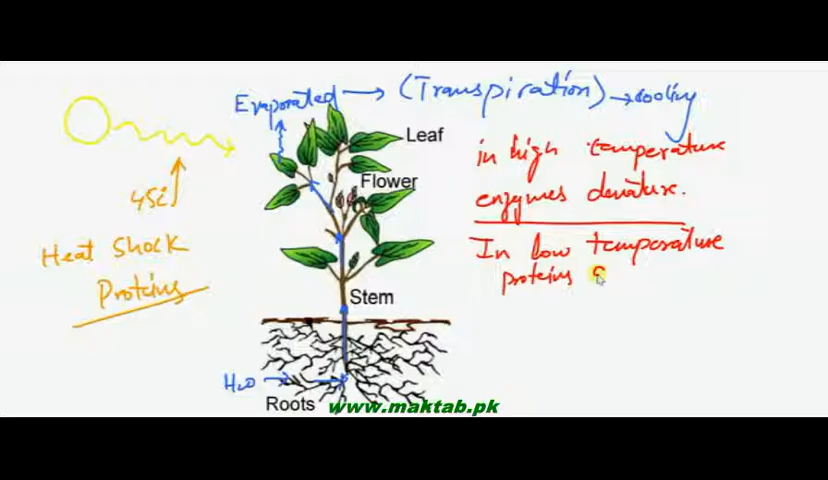 Evaporated → (Transpiration) → cooling
Leaf
in high temperature
enzymes denature.
Flower
Heat Shock
Proteins
In low temperature
proteins
Stem
H₂O
Roots
www.maktab.pk